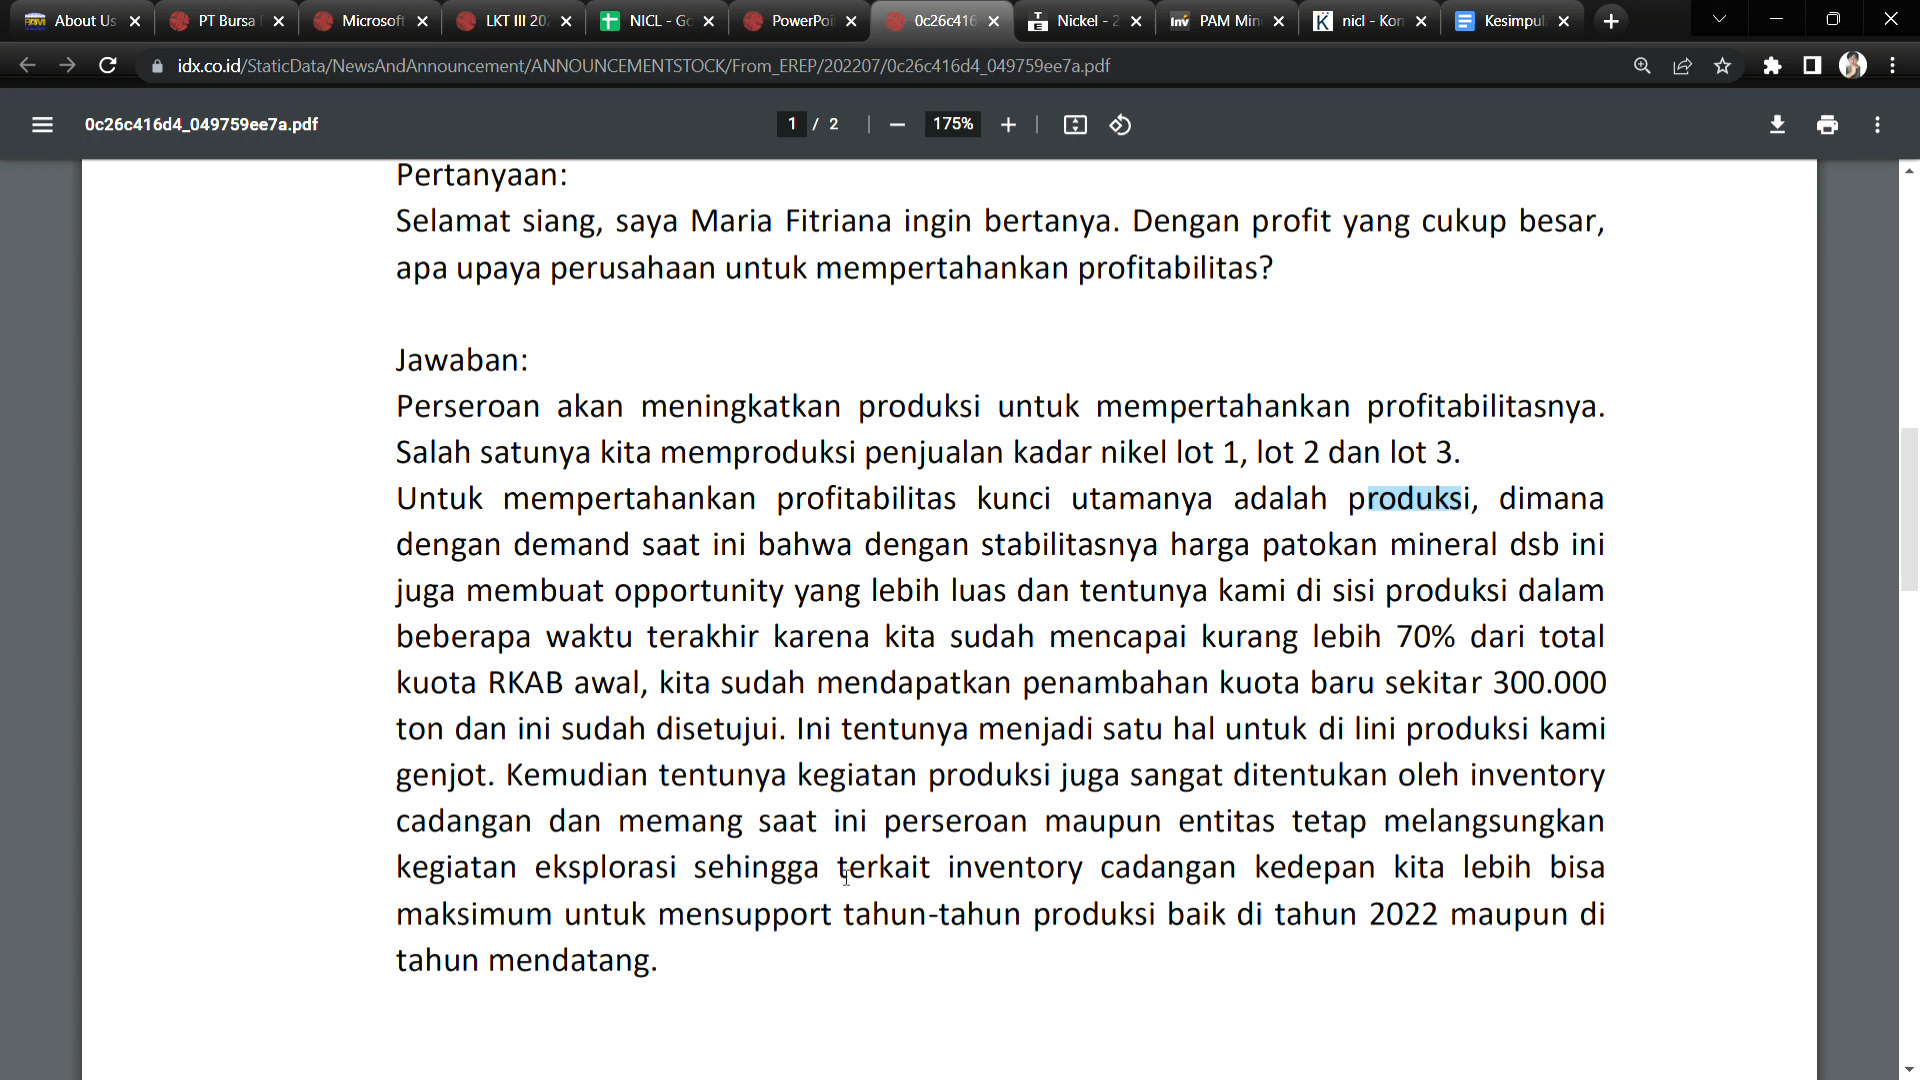 About Us
PT Bursa
Microsoft
LKT III 202
NICL - Go
PowerPoi
0c26c416
Nickel - 2
PAM Min
nicl - Kon
Kesimpul
idx.co.id/StaticData/NewsAndAnnouncement/ANNOUNCEMENTSTOCK/From_EREP/202207/0c26c416d4_049759ee7a.pdf
0c26c416d4_049759ee7a.pdf
1 / 2
175%
Pertanyaan:
Selamat siang, saya Maria Fitriana ingin bertanya. Dengan profit yang cukup besar,
apa upaya perusahaan untuk mempertahankan profitabilitas?
Jawaban:
Perseroan akan meningkatkan produksi untuk mempertahankan profitabilitasnya.
Salah satunya kita memproduksi penjualan kadar nikel lot 1, lot 2 dan lot 3.
Untuk mempertahankan profitabilitas kunci utamanya adalah produksi, dimana
dengan demand saat ini bahwa dengan stabilitasnya harga patokan mineral dsb ini
juga membuat opportunity yang lebih luas dan tentunya kami di sisi produksi dalam
beberapa waktu terakhir karena kita sudah mencapai kurang lebih 70% dari total
kuota RKAB awal, kita sudah mendapatkan penambahan kuota baru sekitar 300.000
ton dan ini sudah disetujui. Ini tentunya menjadi satu hal untuk di lini produksi kami
genjot. Kemudian tentunya kegiatan produksi juga sangat ditentukan oleh inventory
cadangan dan memang saat ini perseroan maupun entitas tetap melangsungkan
kegiatan eksplorasi sehingga terkait inventory cadangan kedepan kita lebih bisa
maksimum untuk mensupport tahun-tahun produksi baik di tahun 2022 maupun di
tahun mendatang.